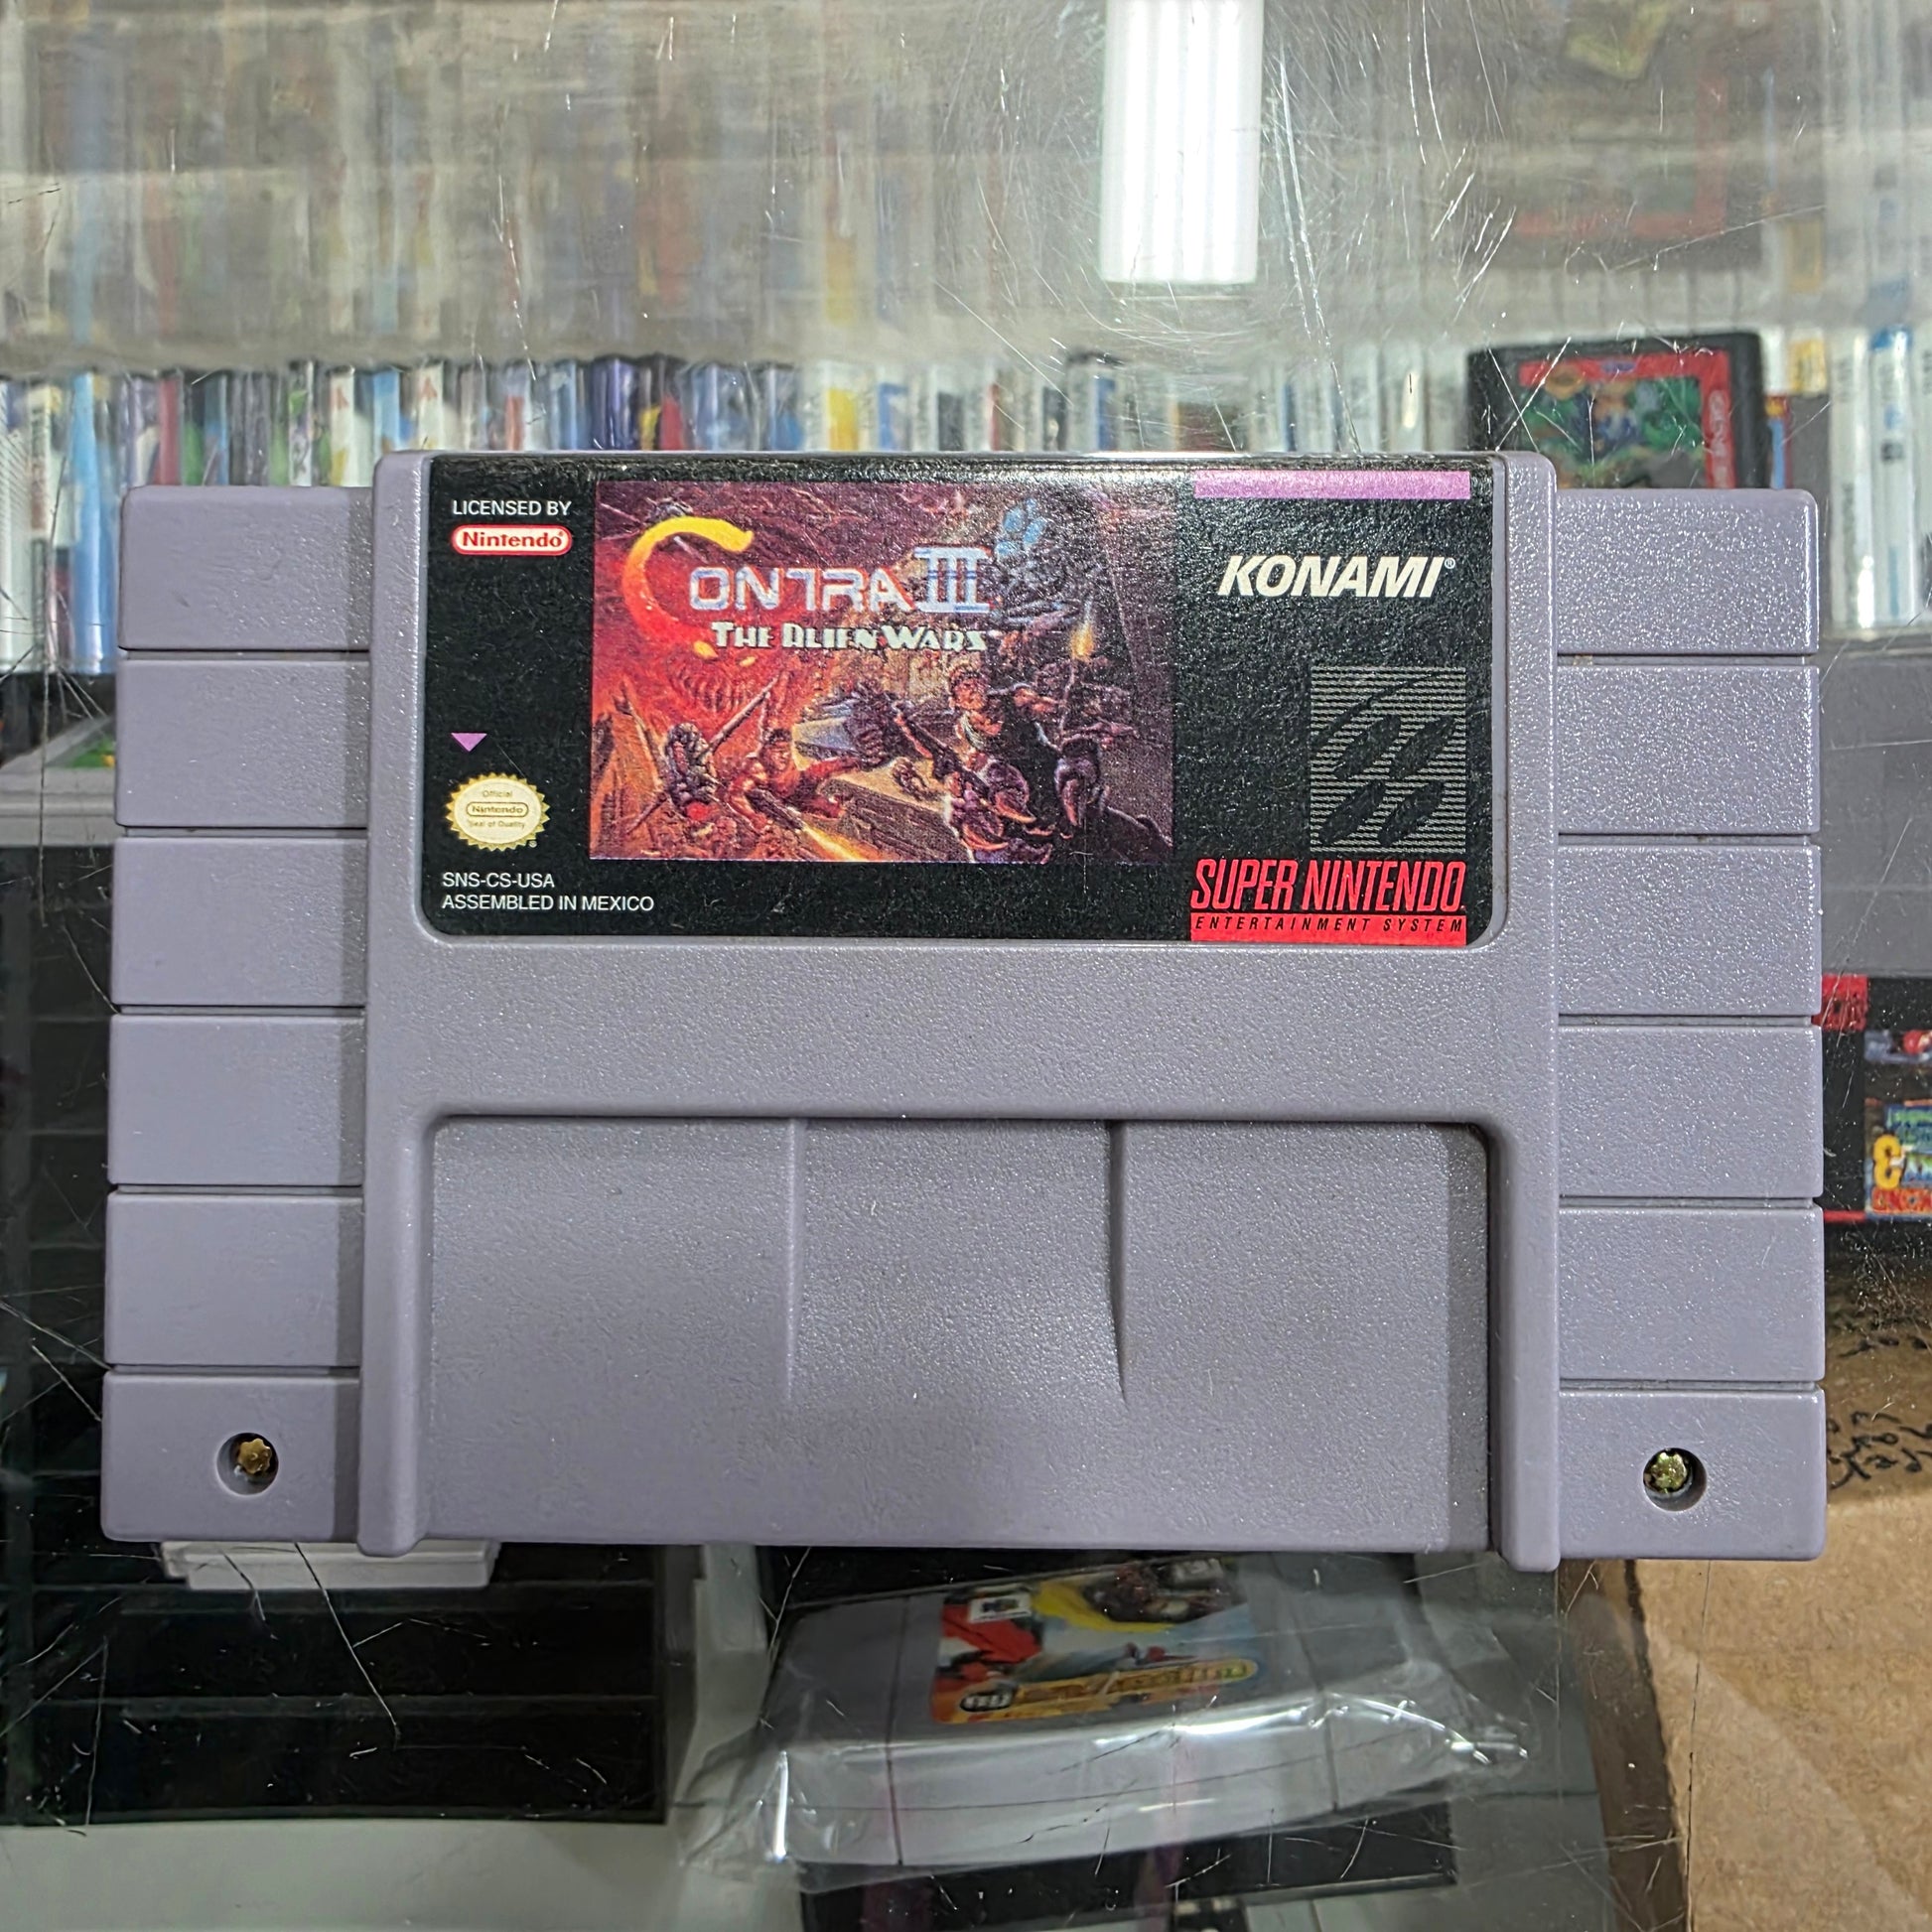 LICENSED BY
Nintendo®
CONTRA III
THE ALIEN WARS
KONAMI®
Official
Nintendo
Seal of Quality
SNS-CS-USA
ASSEMBLED IN MEXICO
SUPER NINTENDO
ENTERTAINMENT SYSTEM
3